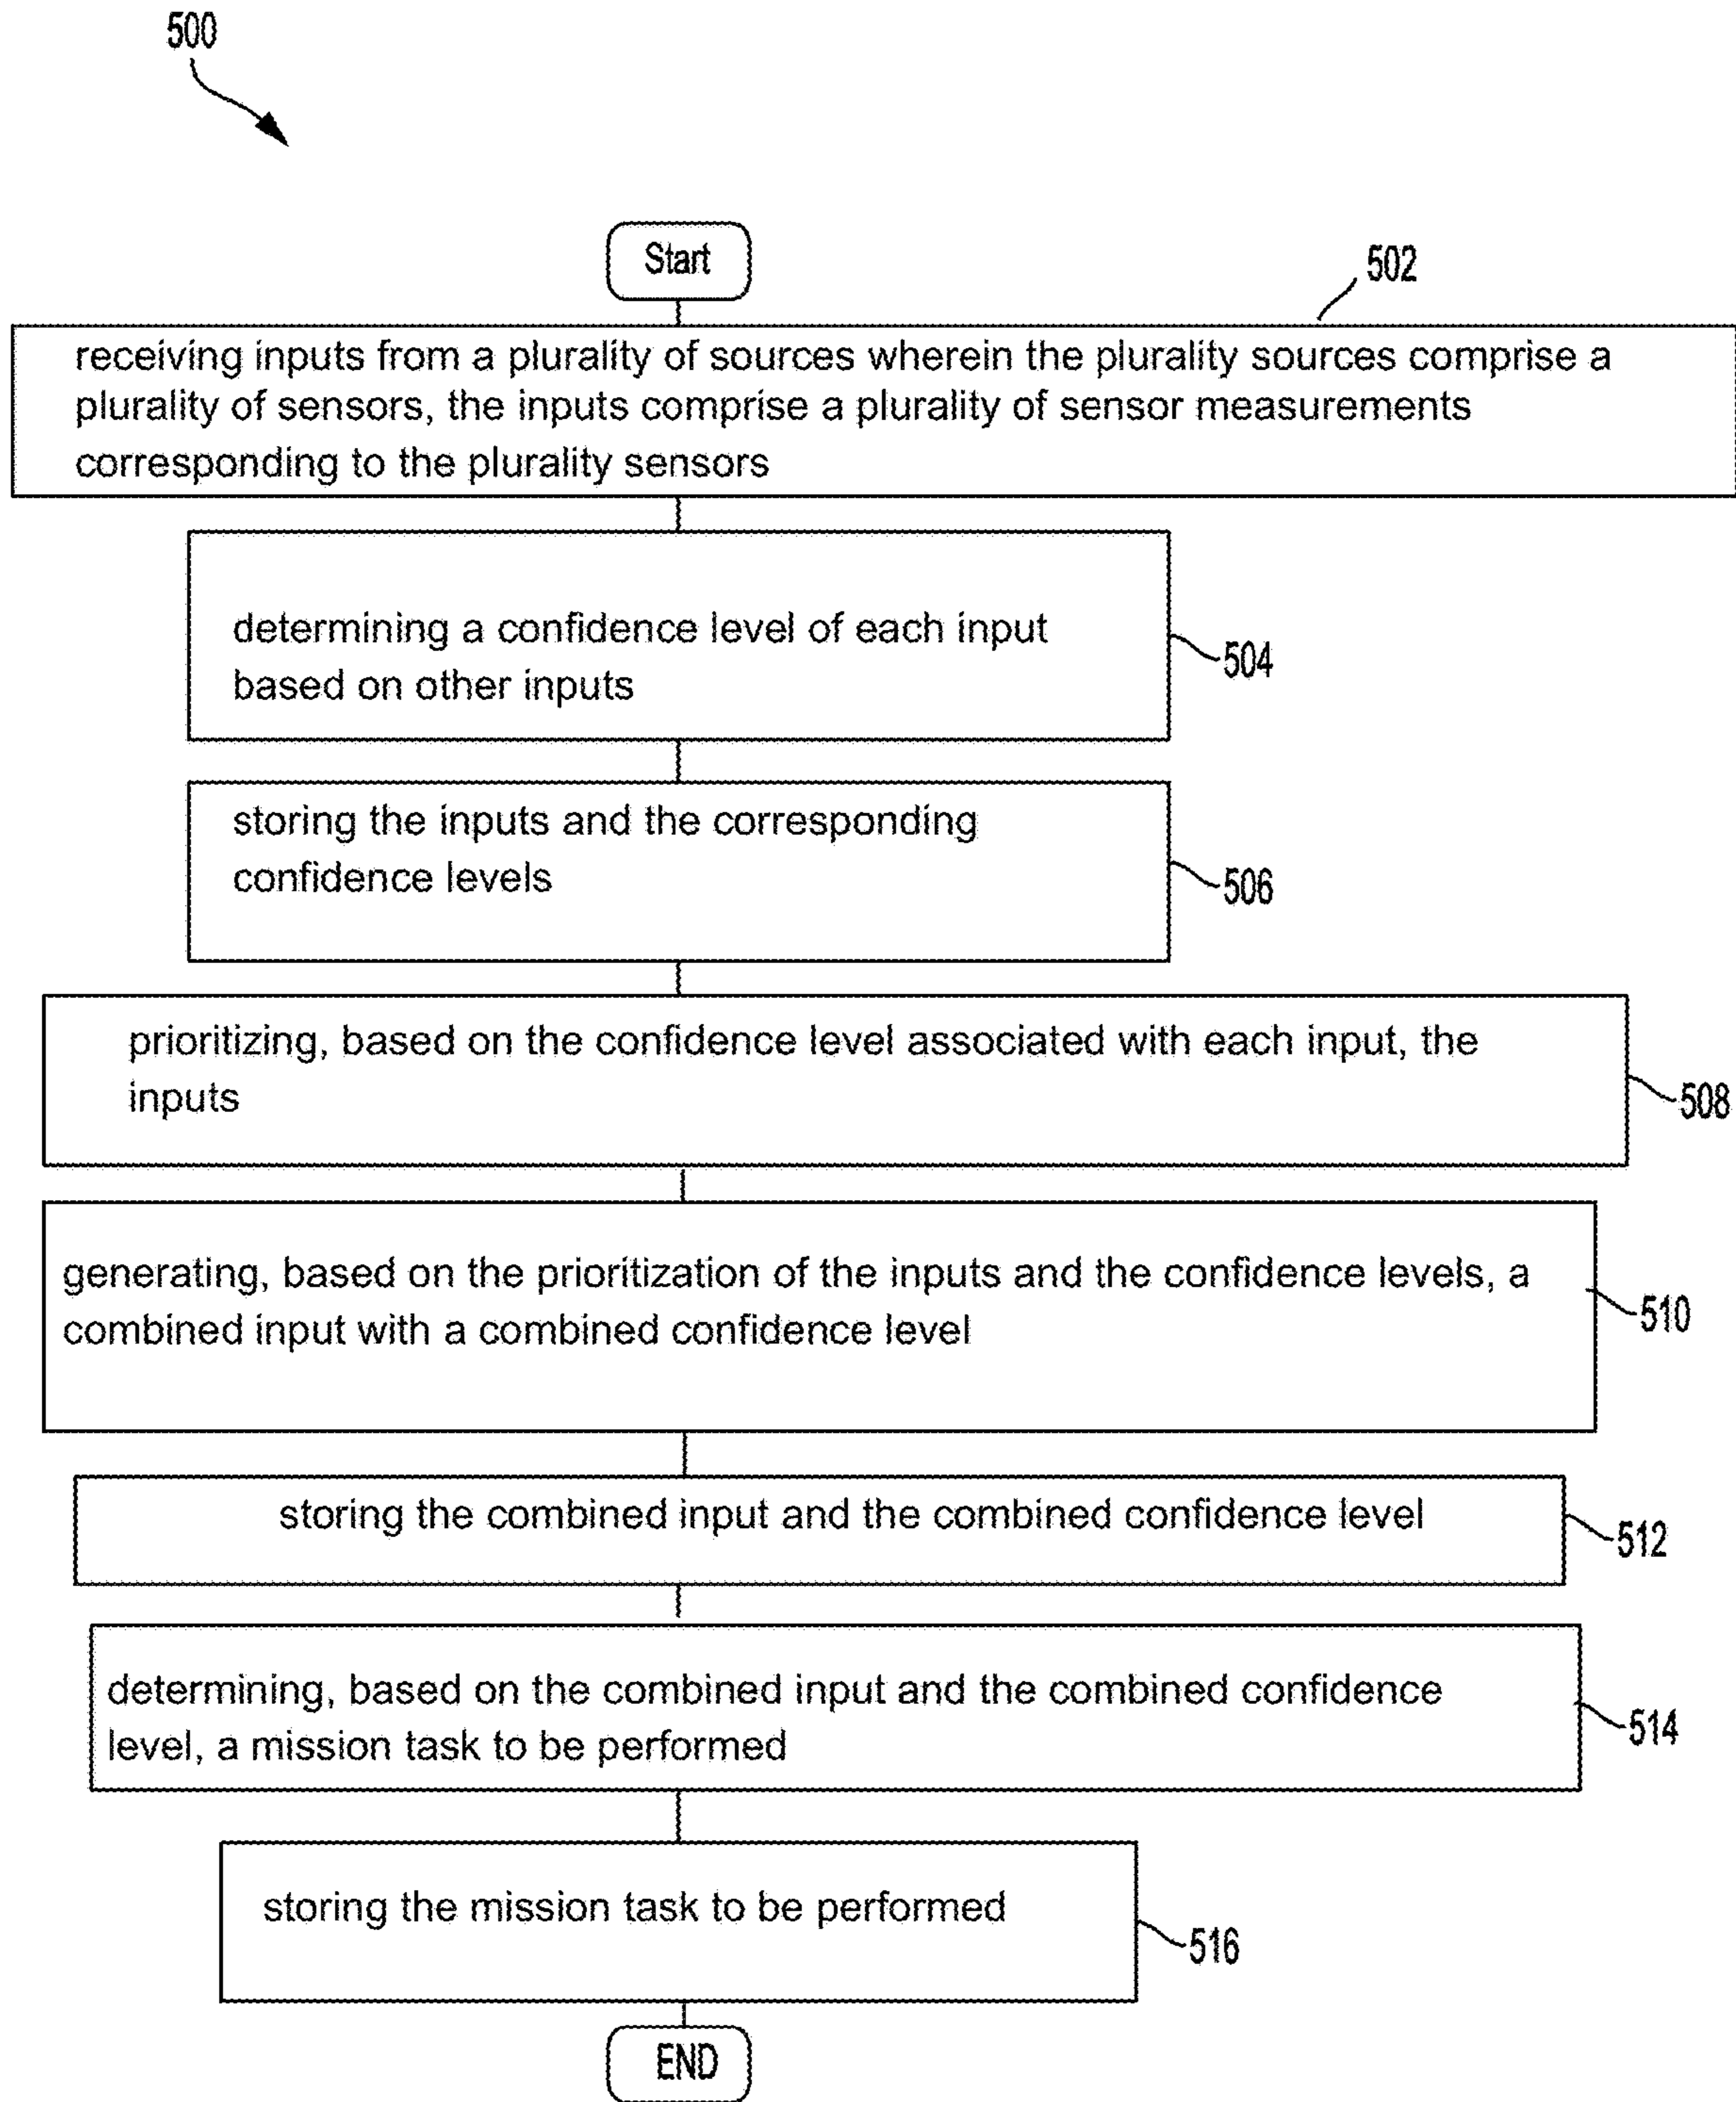 500
Start
502
receiving inputs from a plurality of sources wherein the plurality sources comprise a
plurality of sensors, the inputs comprise a plurality of sensor measurements
corresponding to the plurality sensors
determining a confidence level of each input
based on other inputs
504
storing the inputs and the corresponding
confidence levels
506
prioritizing, based on the confidence level associated with each input, the
inputs
508
generating, based on the prioritization of the inputs and the confidence levels, a
combined input with a combined confidence level
510
storing the combined input and the combined confidence level
512
determining, based on the combined input and the combined confidence
level, a mission task to be performed
514
storing the mission task to be performed
516
END